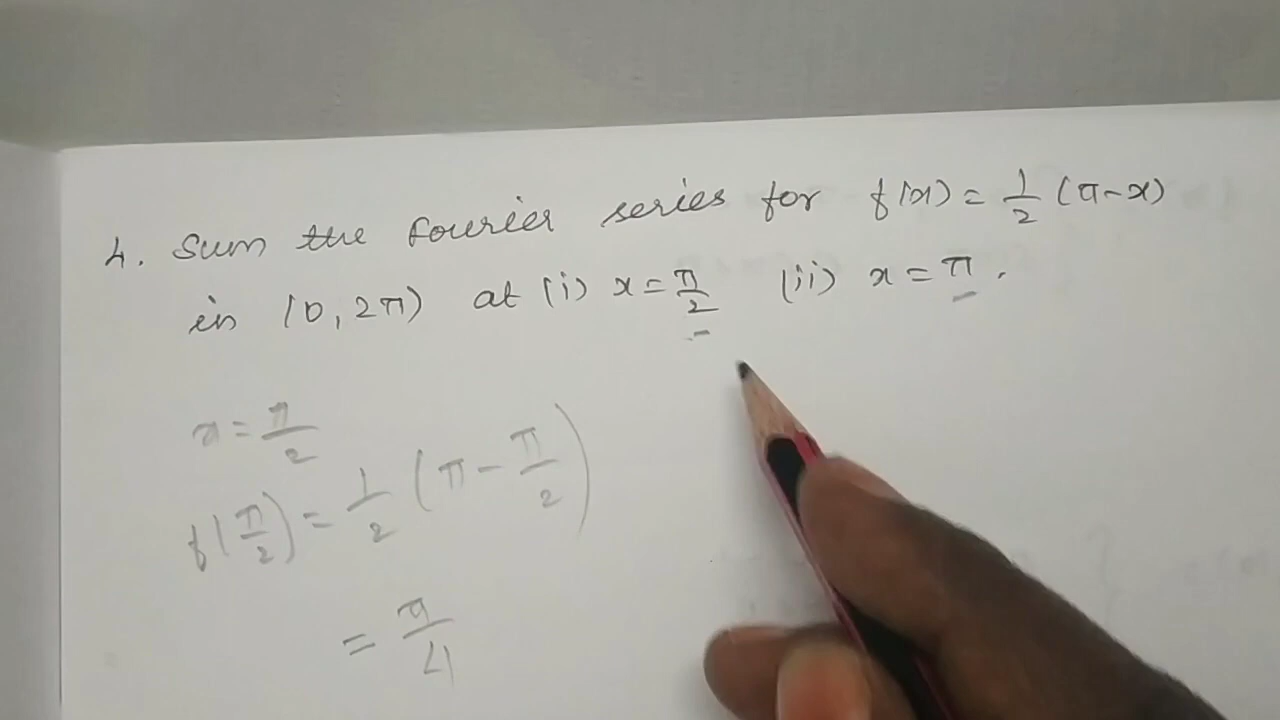 4. Sum the Fourier series for f(x) = 1/2 (π-x)
in (0, 2π) at (i) x = π/2 (ii) x = π.
x = π/2
f(π/2) = 1/2 (π - π/2)
= π/4